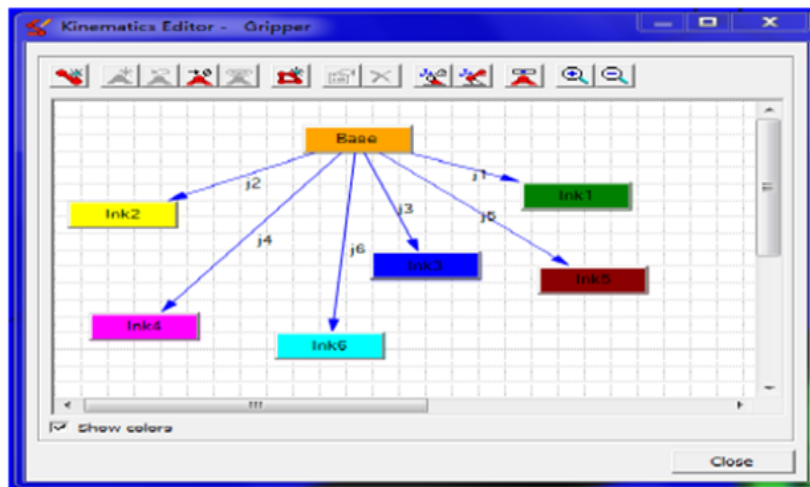 Kinematics Editor - Gripper
Base
j2
j1
lnk2
lnk1
j3
j5
j4
j6
lnk3
lnk5
lnk4
lnk6
Show colors
Close